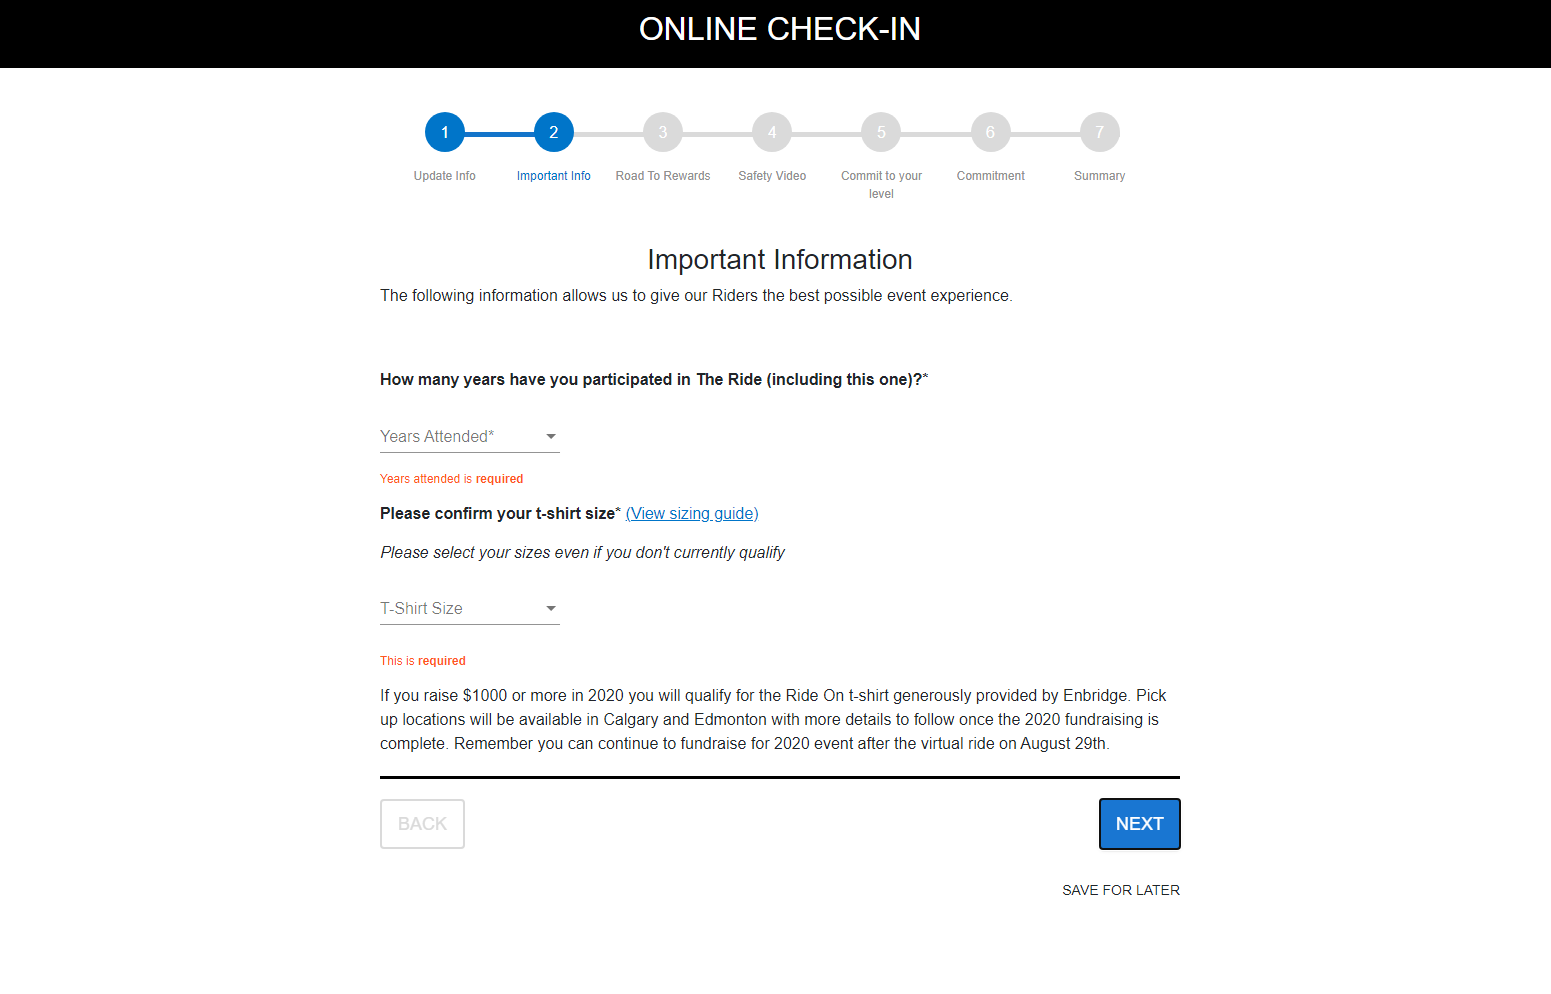 ONLINE CHECK-IN
1 2 3 4 5 6 7
Update Info Important Info Road To Rewards Safety Video Commit to your level Commitment Summary
Important Information
The following information allows us to give our Riders the best possible event experience.
How many years have you participated in The Ride (including this one)?*
Years Attended*
Years attended is required
Please confirm your t-shirt size* (View sizing guide)
Please select your sizes even if you don't currently qualify
T-Shirt Size
This is required
If you raise $1000 or more in 2020 you will qualify for the Ride On t-shirt generously provided by Enbridge. Pick
up locations will be available in Calgary and Edmonton with more details to follow once the 2020 fundraising is
complete. Remember you can continue to fundraise for 2020 event after the virtual ride on August 29th.
BACK NEXT
SAVE FOR LATER